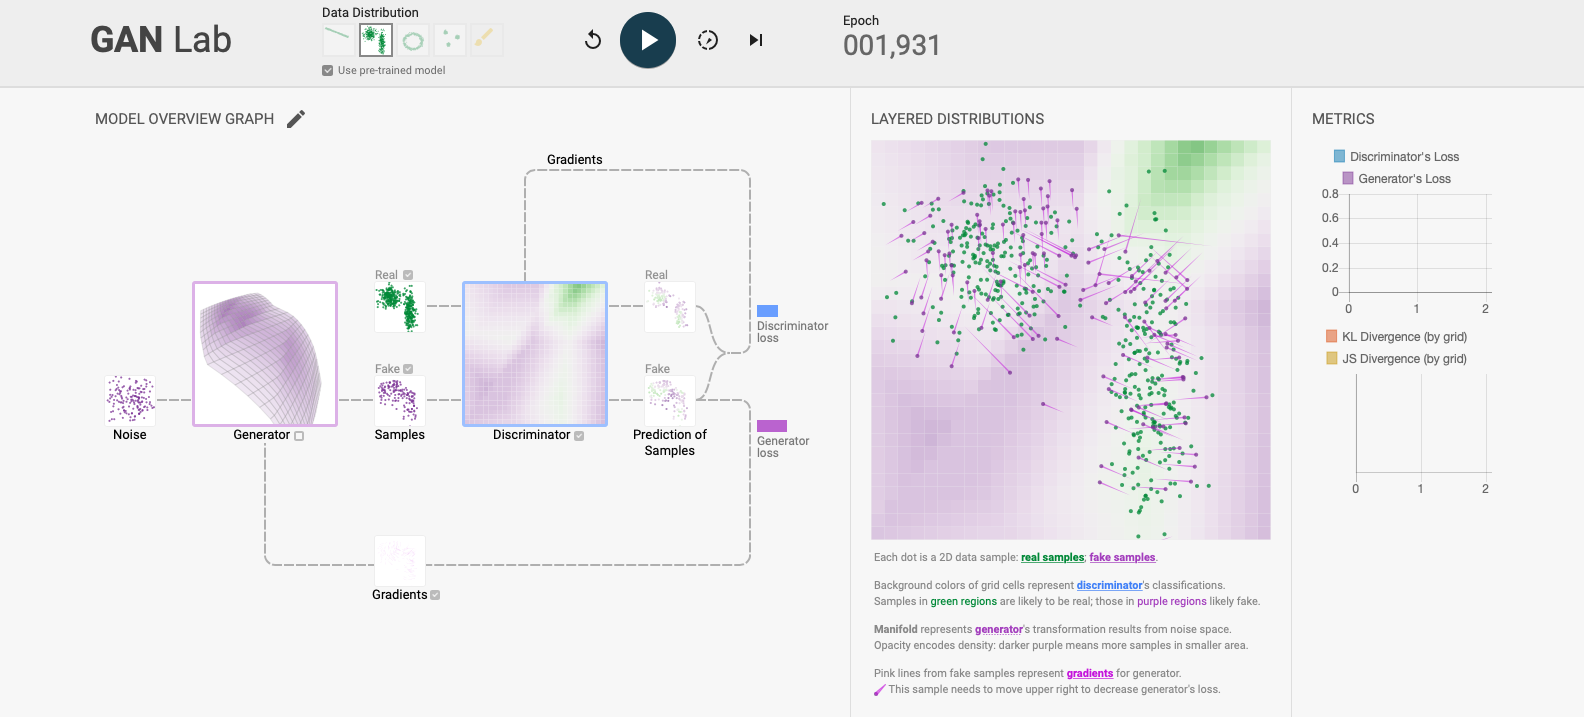 GAN Lab
Data Distribution
Use pre-trained model
Epoch
001,931
MODEL OVERVIEW GRAPH
Gradients
Real
Real
Discriminator
loss
Fake
Fake
Noise
Generator
Samples
Discriminator
Prediction of
Samples
Generator
loss
Gradients
LAYERED DISTRIBUTIONS
Each dot is a 2D data sample: real samples; fake samples.
Background colors of grid cells represent discriminator's classifications.
Samples in green regions are likely to be real; those in purple regions likely fake.
Manifold represents generator's transformation results from noise space.
Opacity encodes density: darker purple means more samples in smaller area.
Pink lines from fake samples represent gradients for generator.
This sample needs to move upper right to decrease generator's loss.
METRICS
Discriminator's Loss
Generator's Loss
0.8
0.6
0.4
0.2
0
0 1 2
KL Divergence (by grid)
JS Divergence (by grid)
0 1 2